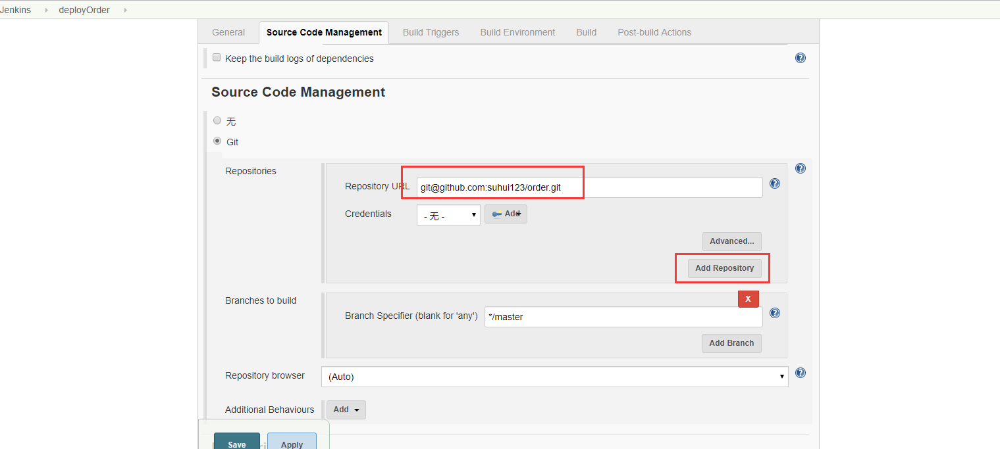 Jenkins deployOrder
General Source Code Management Build Triggers Build Environment Build Post-build Actions
Keep the build logs of dependencies
Source Code Management
无
Git
Repositories
Repository URL git@github.com:suhui123/order.git
Credentials - 无 - Add
Advanced...
Add Repository
Branches to build
X
Branch Specifier (blank for 'any') */master
Add Branch
Repository browser (Auto)
Additional Behaviours Add
Save Apply